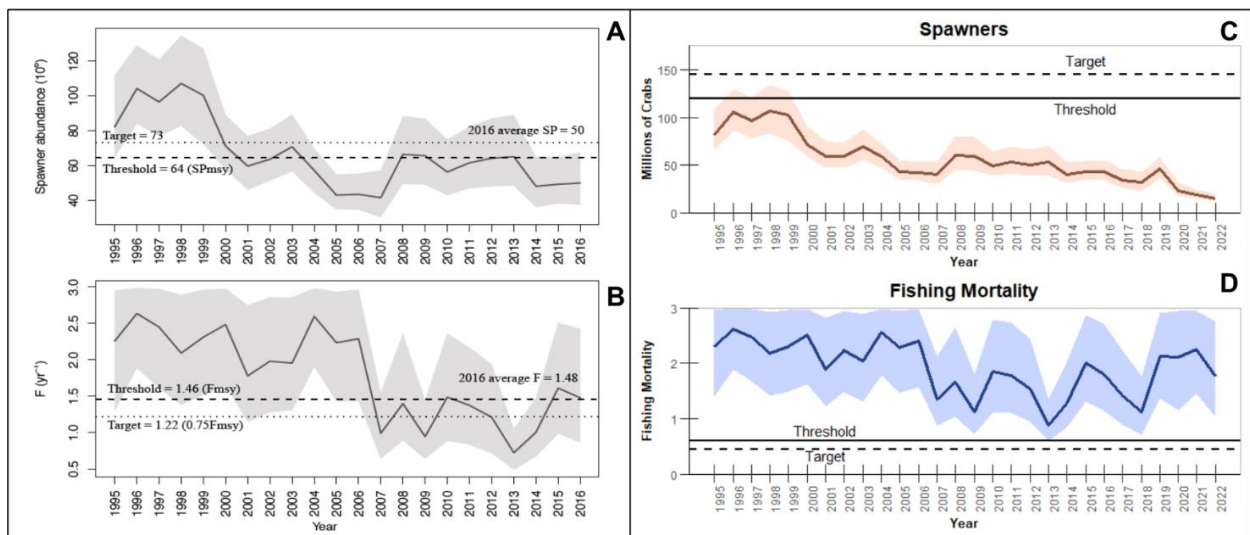 A
Spawner abundance (10⁶)
120
100
80
60
40
Target = 73
2016 average SP = 50
Threshold = 64 (SPmsy)
1995 1996 1997 1998 1999 2000 2001 2002 2003 2004 2005 2006 2007 2008 2009 2010 2011 2012 2013 2014 2015 2016
B
F (yr⁻¹)
3.0
2.5
2.0
1.5
1.0
0.5
Threshold = 1.46 (Fmsy)
2016 average F = 1.48
Target = 1.22 (0.75Fmsy)
1995 1996 1997 1998 1999 2000 2001 2002 2003 2004 2005 2006 2007 2008 2009 2010 2011 2012 2013 2014 2015 2016
Year
Spawners
C
Millions of Crabs
150
100
50
0
Target
Threshold
1995 1996 1997 1998 1999 2000 2001 2002 2003 2004 2005 2006 2007 2008 2009 2010 2011 2012 2013 2014 2015 2016 2017 2018 2019 2020 2021 2022
Year
Fishing Mortality
D
Fishing Mortality
3
2
1
0
Threshold
Target
1995 1996 1997 1998 1999 2000 2001 2002 2003 2004 2005 2006 2007 2008 2009 2010 2011 2012 2013 2014 2015 2016 2017 2018 2019 2020 2021 2022
Year